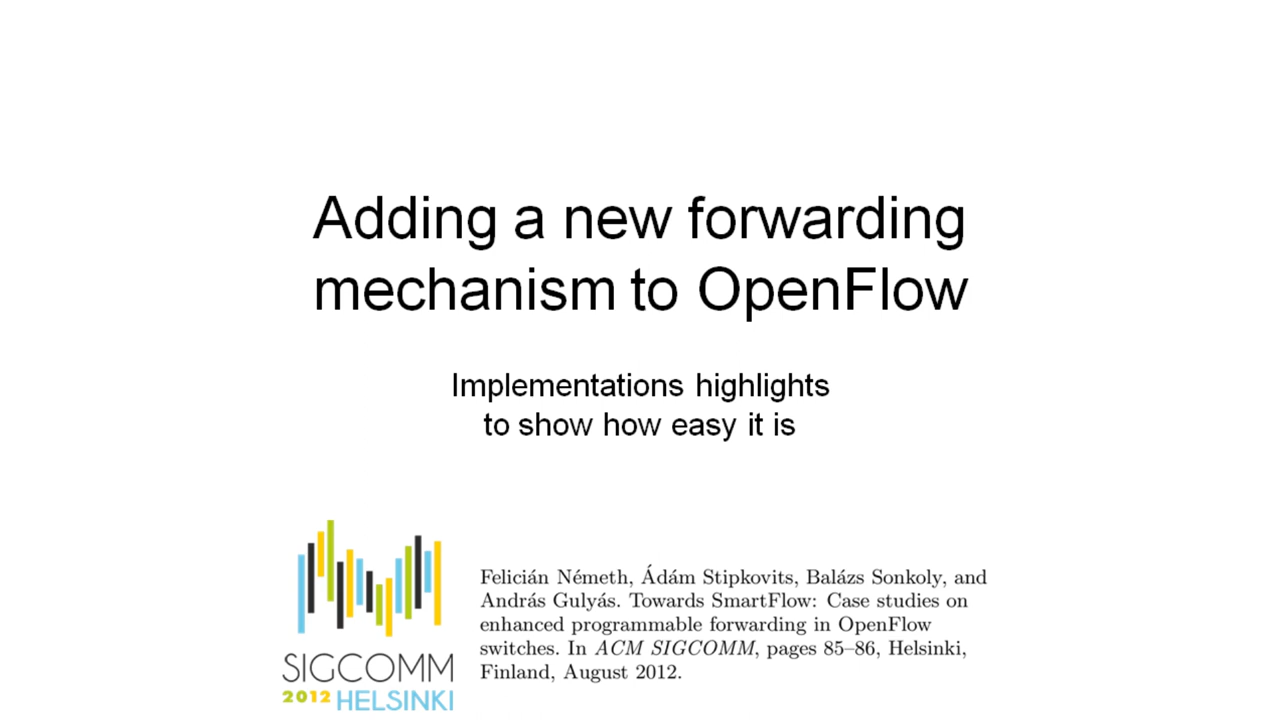 Adding a new forwarding
mechanism to OpenFlow
Implementations highlights
to show how easy it is
Felicián Németh, Ádám Stipkovits, Balázs Sonkoly, and
András Gulyás. Towards SmartFlow: Case studies on
enhanced programmable forwarding in OpenFlow
switches. In ACM SIGCOMM, pages 85–86, Helsinki,
Finland, August 2012.
SIGCOMM
2012 HELSINKI